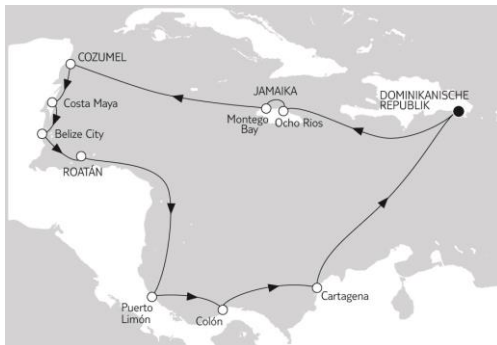 COZUMEL
JAMAIKA
DOMINIKANISCHE
REPUBLIK
Costa Maya
Montego
Bay
Ocho Rios
Belize City
ROATÁN
Puerto
Limón
Colón
Cartagena